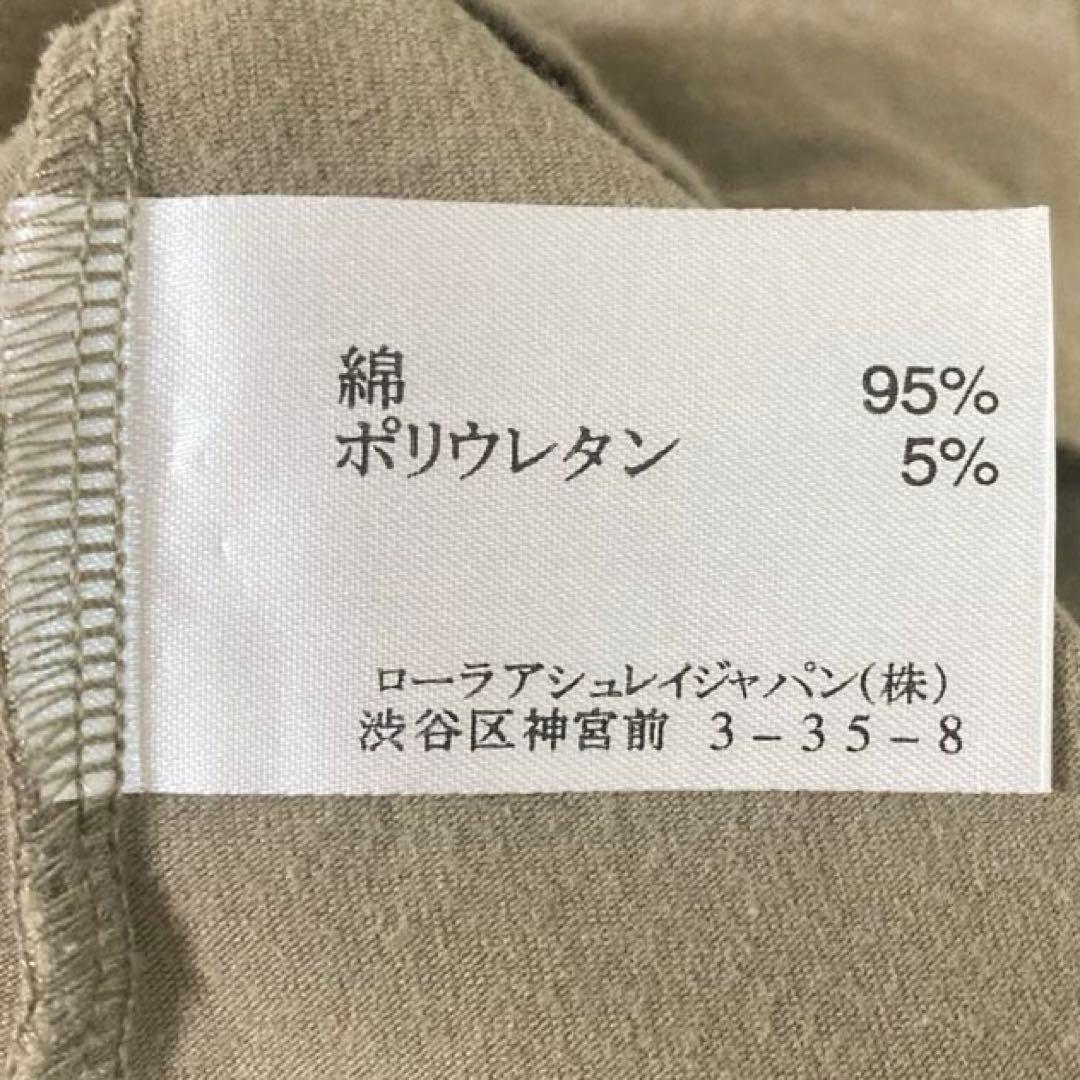 綿 95%
ポリウレタン 5%
ローラアシュレイジャパン(株)
渋谷区神宮前 3-35-8